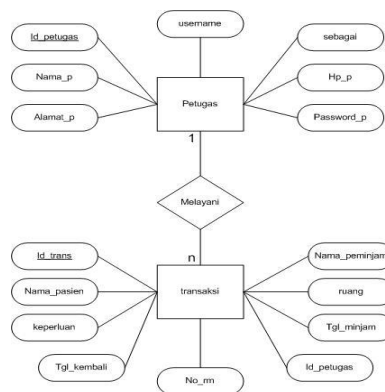 username
Id_petugas
sebagai
Nama_p
Petugas
Hp_p
Alamat_p
Password_p
1
Melayani
n
Id_trans
Nama_peminjam
Nama_pasien
transaksi
ruang
keperluan
Tgl_minjam
Tgl_kembali
Id_petugas
No_rm